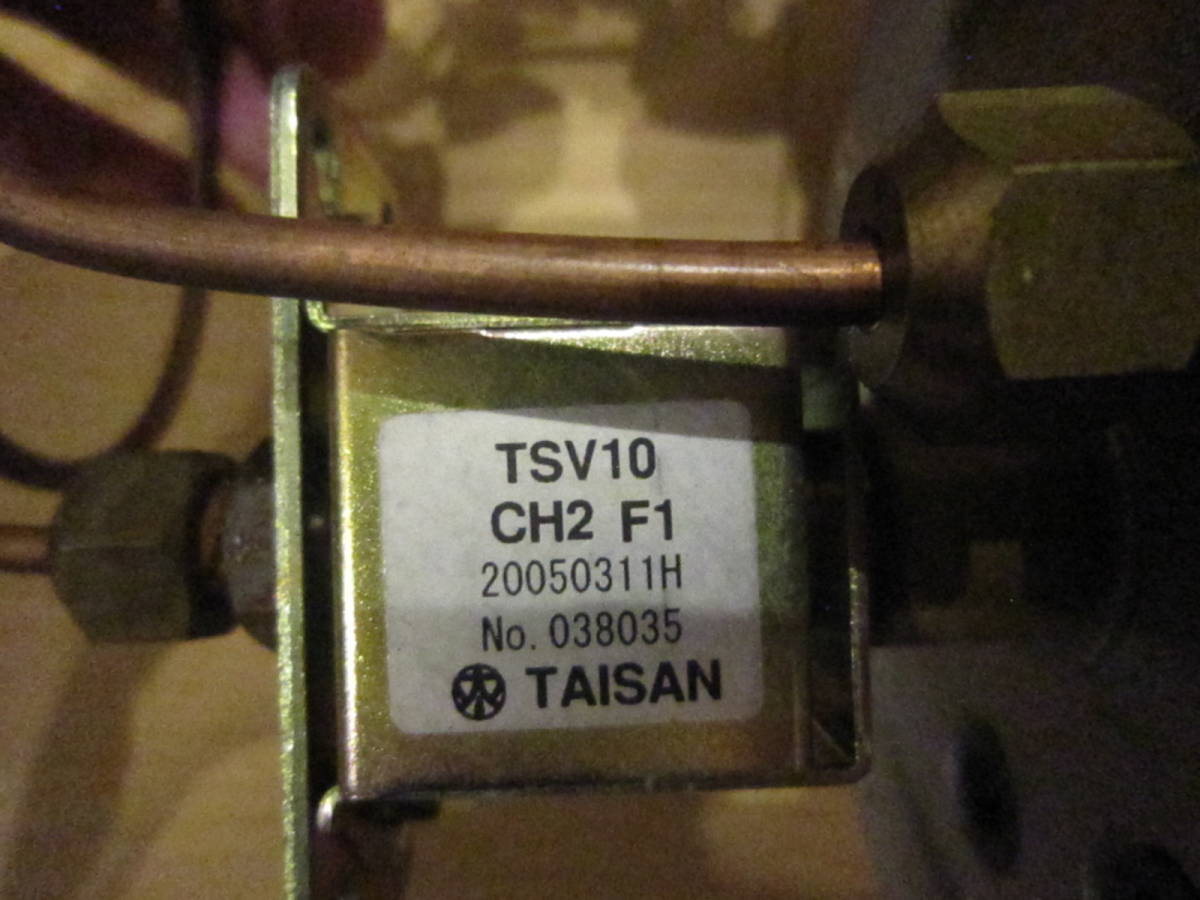 TSV10
CH2 F1
20050311H
No. 038035
TAISAN